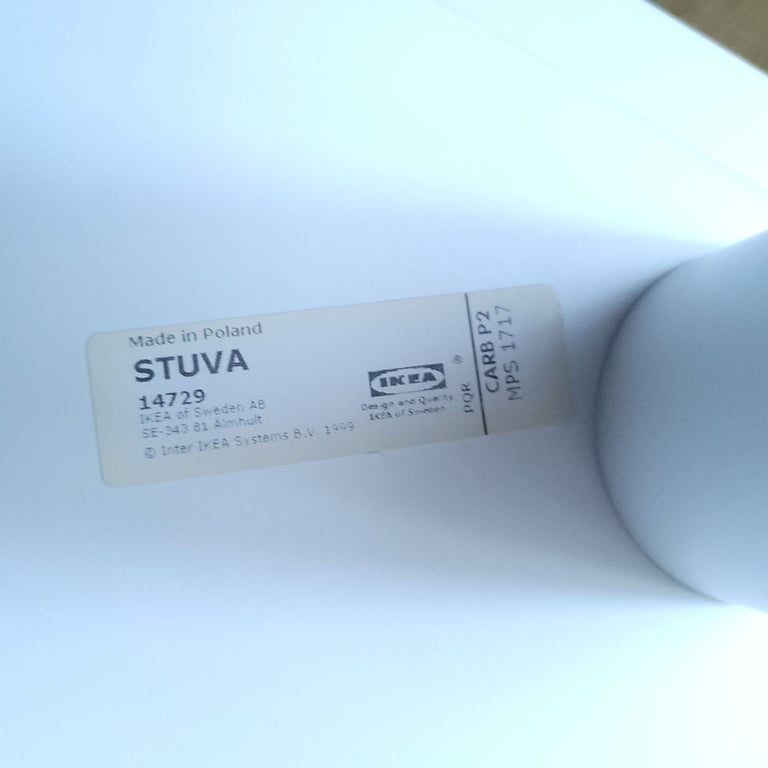 Made in Poland
STUVA
14729
IKEA of Sweden AB
SE-343 81 Älmhult
© Inter IKEA Systems B.V. 1999
IKEA ®
Design and Quality
IKEA of Sweden
PQR
CARB P2
MPS 1717